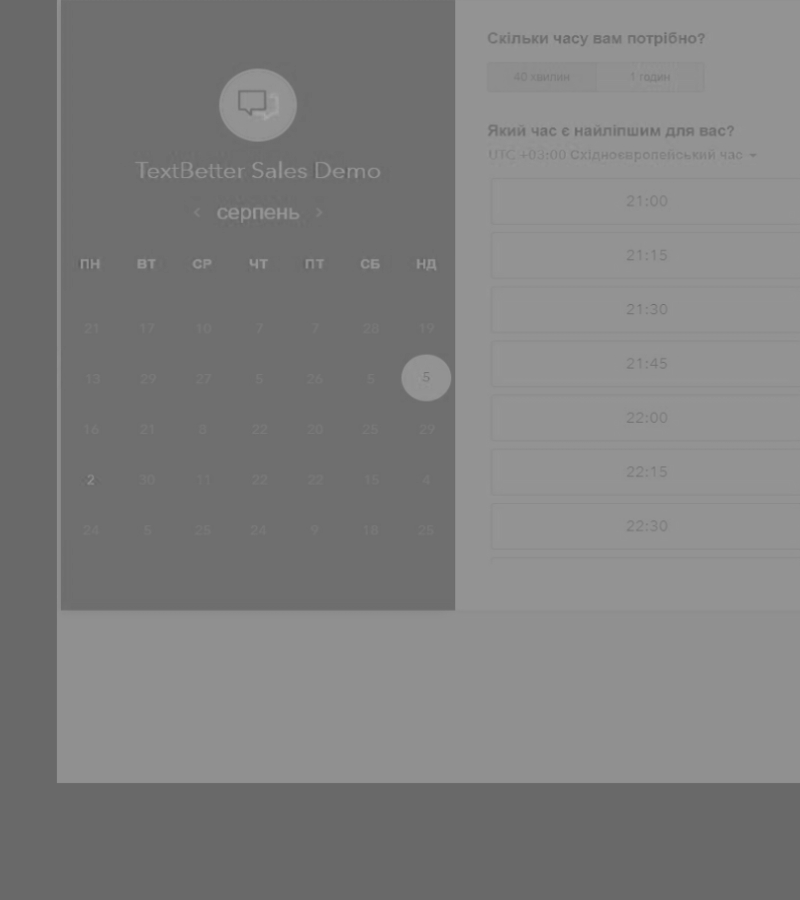 TextBetter Sales Demo
серпень
ПН ВТ СР ЧТ ПТ СБ НД
21 17 10 7 7 28 19
13 29 27 5 26 5 5
16 21 8 22 20 25 29
2 30 11 22 22 15 4
24 5 25 24 9 18 25
Скільки часу вам потрібно?
40 хвилин 1 годин
Який час є найліпшим для вас?
UTC +03:00 Східноєвропейський час
21:00
21:15
21:30
21:45
22:00
22:15
22:30